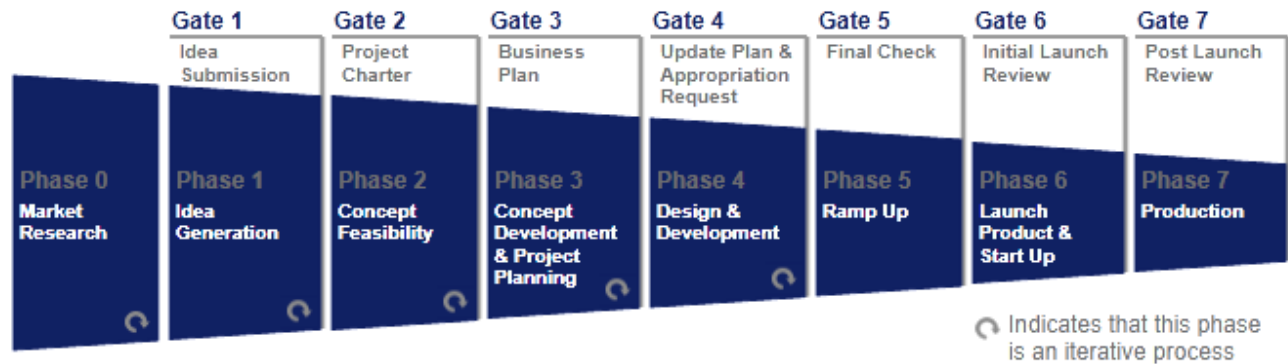 Gate 1
Idea
Submission
Gate 2
Project
Charter
Gate 3
Business
Plan
Gate 4
Update Plan &
Appropriation
Request
Gate 5
Final Check
Gate 6
Initial Launch
Review
Gate 7
Post Launch
Review
Phase 0
Market
Research
Phase 1
Idea
Generation
Phase 2
Concept
Feasibility
Phase 3
Concept
Development
& Project
Planning
Phase 4
Design &
Development
Phase 5
Ramp Up
Phase 6
Launch
Product &
Start Up
Phase 7
Production
Indicates that this phase
is an iterative process